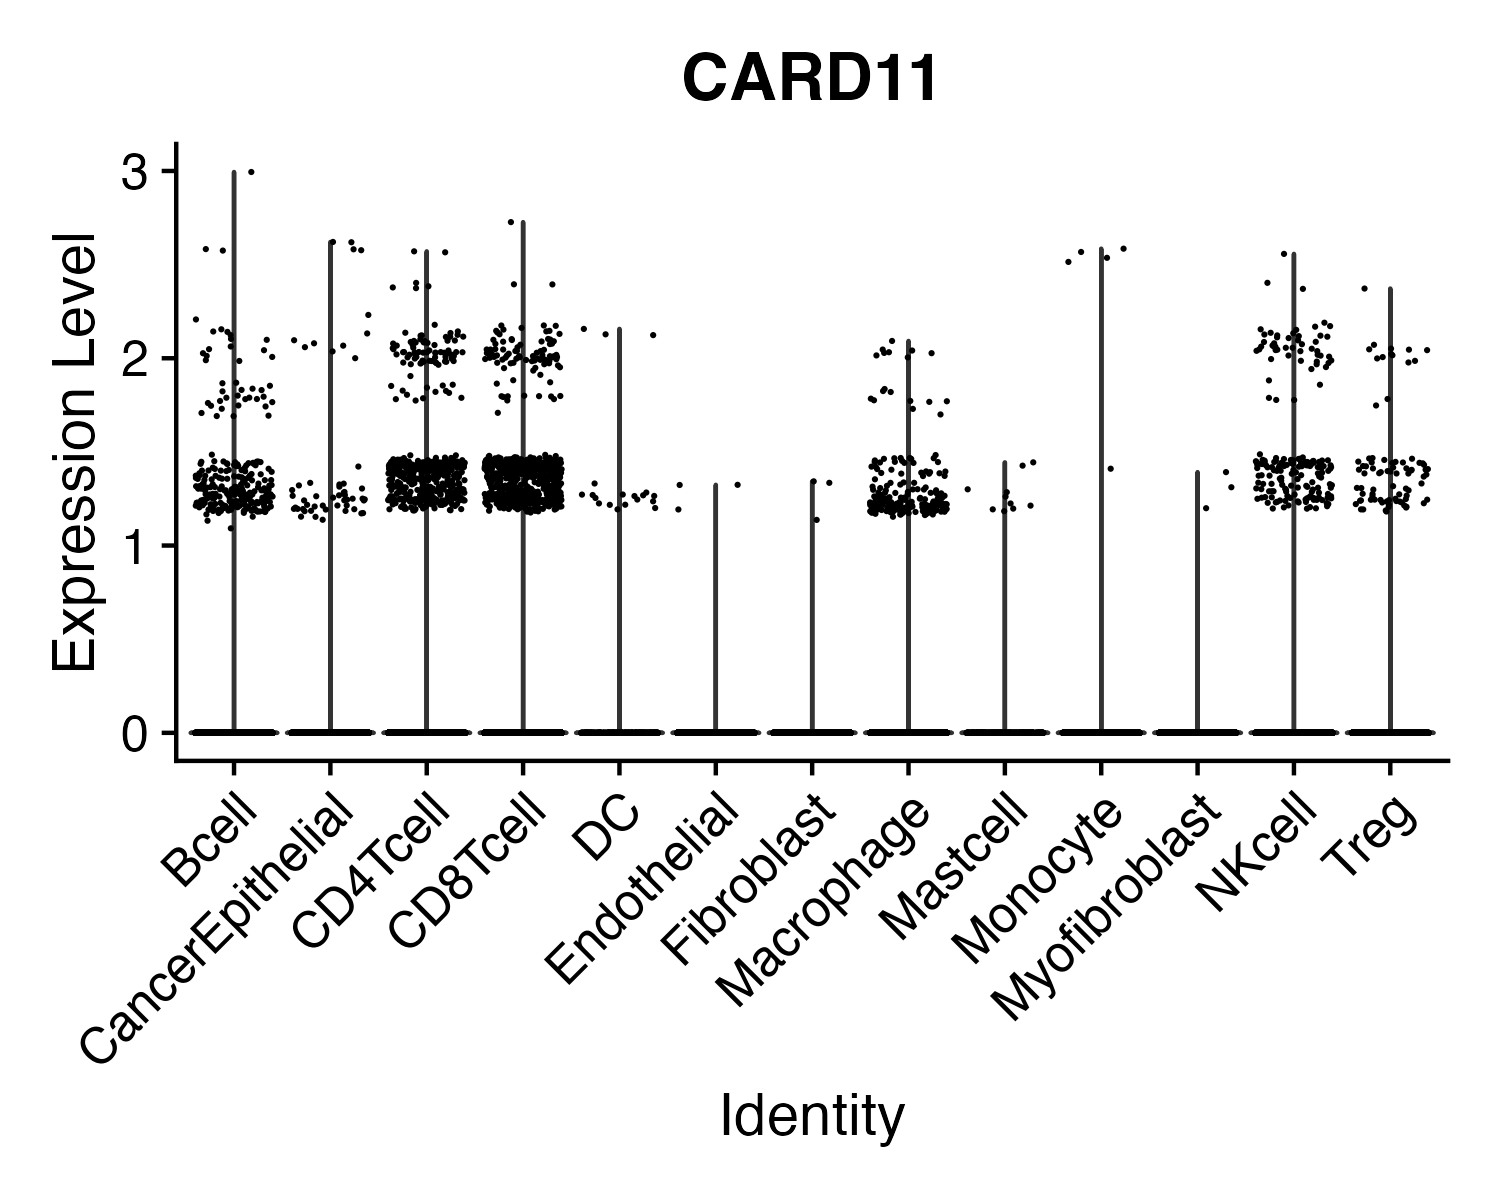 CARD11
Expression Level
3
2
1
0
Bcell
CancerEpithelial
CD4Tcell
CD8Tcell
DC
Endothelial
Fibroblast
Macrophage
Mastcell
Monocyte
Myofibroblast
NKcell
Treg
Identity